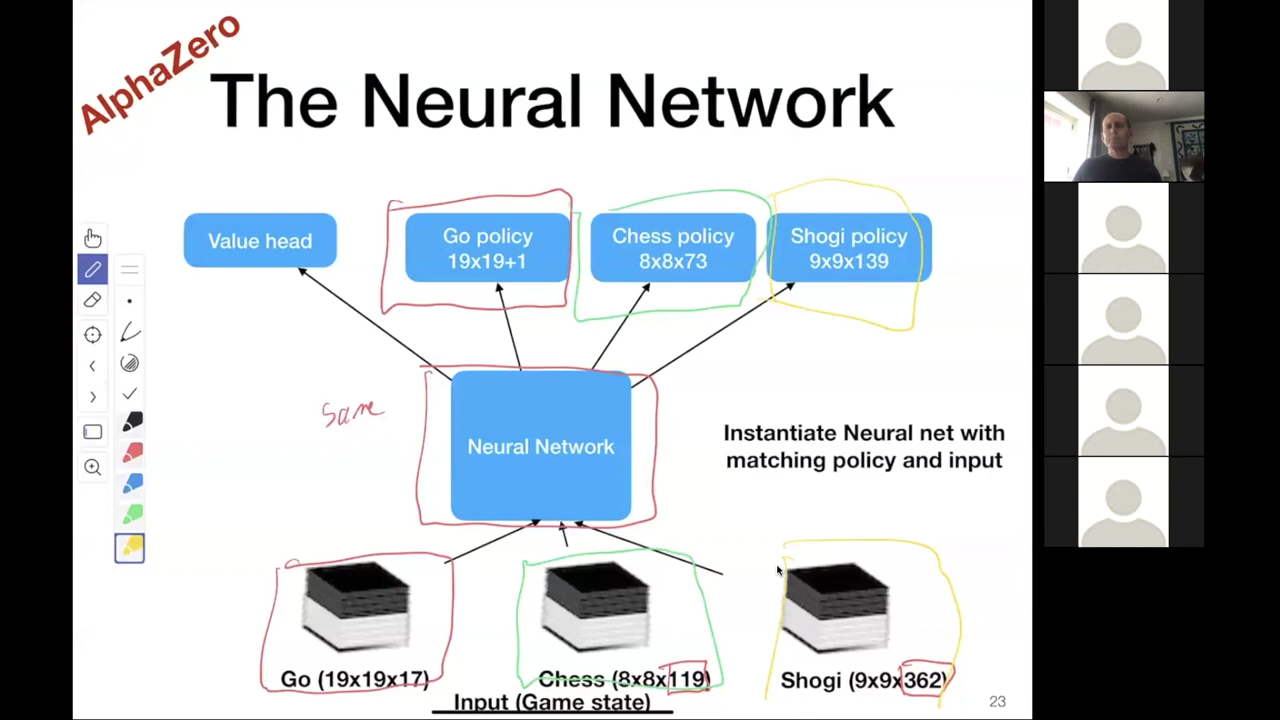 AlphaZero
The Neural Network
Value head
Go policy
19x19+1
Chess policy
8x8x73
Shogi policy
9x9x139
Same
Neural Network
Instantiate Neural net with
matching policy and input
Go (19x19x17)
Chess (8x8x119)
Shogi (9x9x362)
Input (Game state)
23